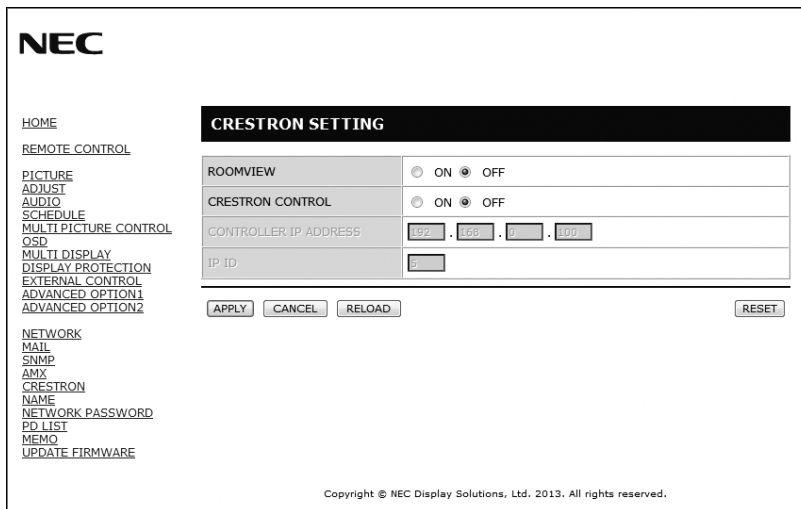 NEC
HOME
REMOTE CONTROL
PICTURE
ADJUST
AUDIO
SCHEDULE
MULTI PICTURE CONTROL
OSD
MULTI DISPLAY
DISPLAY PROTECTION
EXTERNAL CONTROL
ADVANCED OPTION1
ADVANCED OPTION2
NETWORK
MAIL
SNMP
AMX
CRESTRON
NAME
NETWORK PASSWORD
PD LIST
MEMO
UPDATE FIRMWARE
CRESTRON SETTING
ROOMVIEW ON OFF
CRESTRON CONTROL ON OFF
CONTROLLER IP ADDRESS 192 . 168 . 0 . 100
IP ID 5
APPLY CANCEL RELOAD RESET
Copyright © NEC Display Solutions, Ltd. 2013. All rights reserved.